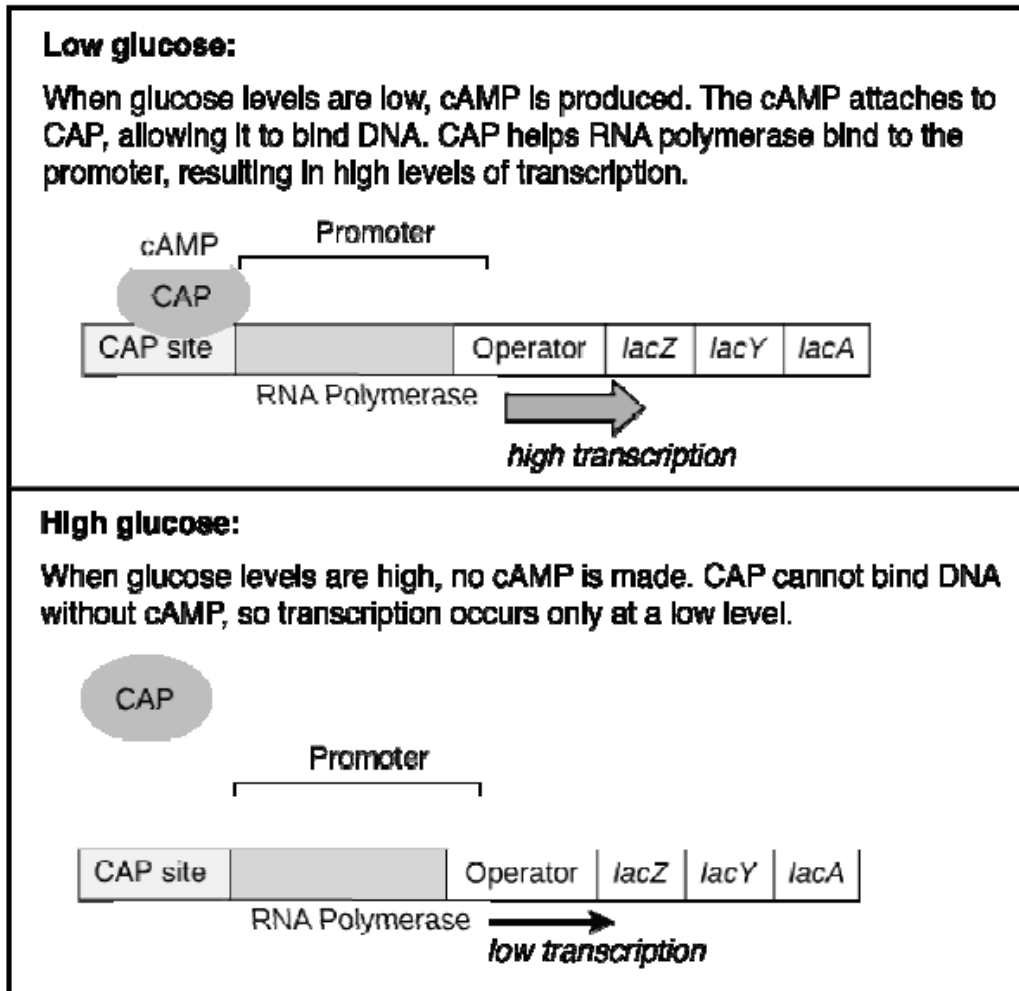 Low glucose:
When glucose levels are low, cAMP is produced. The cAMP attaches to
CAP, allowing it to bind DNA. CAP helps RNA polymerase bind to the
promoter, resulting in high levels of transcription.
cAMP
Promoter
CAP
CAP site
Operator
lacZ
lacY
lacA
RNA Polymerase
high transcription
High glucose:
When glucose levels are high, no cAMP is made. CAP cannot bind DNA
without cAMP, so transcription occurs only at a low level.
CAP
Promoter
CAP site
Operator
lacZ
lacY
lacA
RNA Polymerase
low transcription